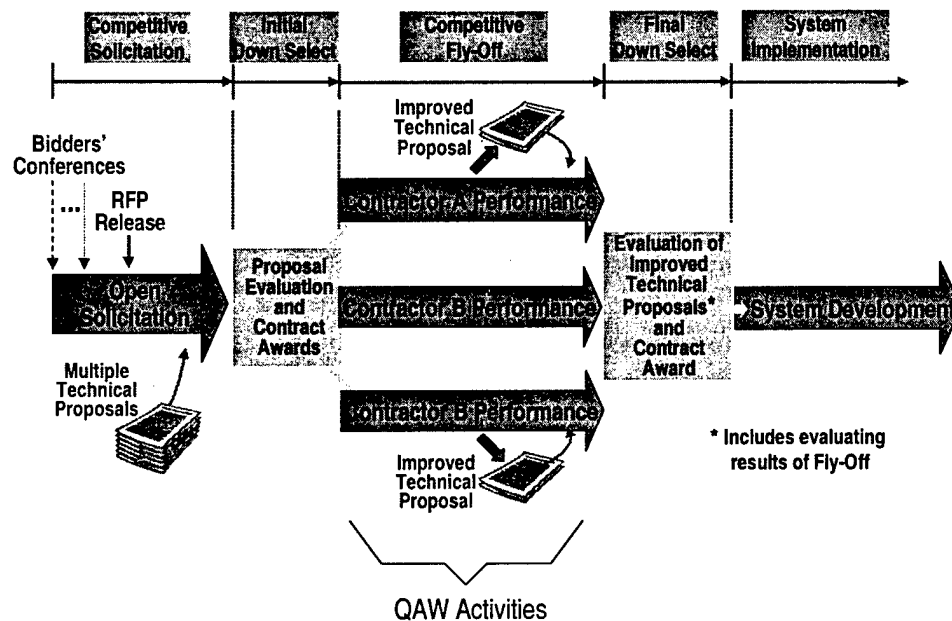 Competitive
Solicitation
Initial
Down Select
Competitive
Fly-Off
Final
Down Select
System
Implementation
Improved
Technical
Proposal
Bidders'
Conferences
...
RFP
Release
Contractor A Performance
Open
Solicitation
Proposal
Evaluation
and
Contract
Awards
Contractor B Performance
Evaluation of
Improved
Technical
Proposals*
and
Contract
Award
System Development
Multiple
Technical
Proposals
Contractor B Performance
Improved
Technical
Proposal
* Includes evaluating
results of Fly-Off
QAW Activities